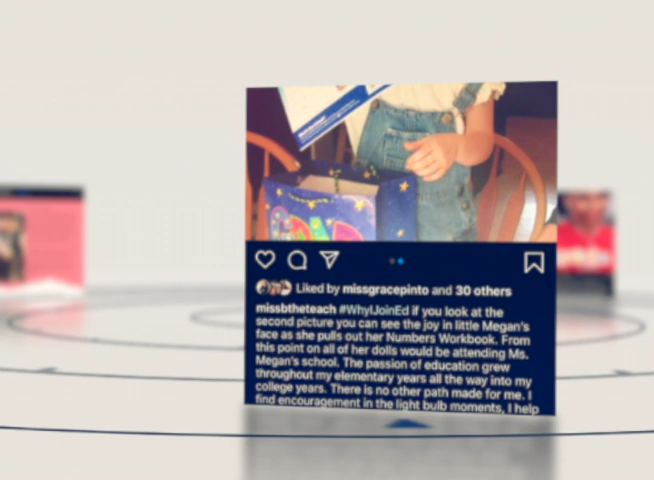 Liked by missgracepinto and 30 others
missbtheteach #WhyIJoinEd if you look at the
second picture you can see the joy in little Megan's
face as she pulls out her Numbers Workbook. From
this point on all of her dolls would be attending Ms.
Megan's school. The passion of education grew
throughout my elementary years all the way into my
college years. There is no other path made for me. I
find encouragement in the light bulb moments, I help